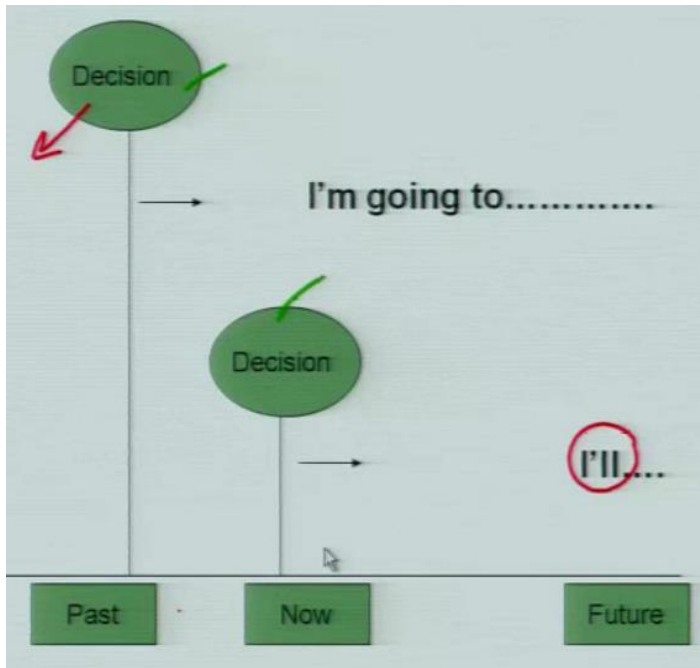 Decision
I'm going to.............
Decision
I'll....
Past
Now
Future